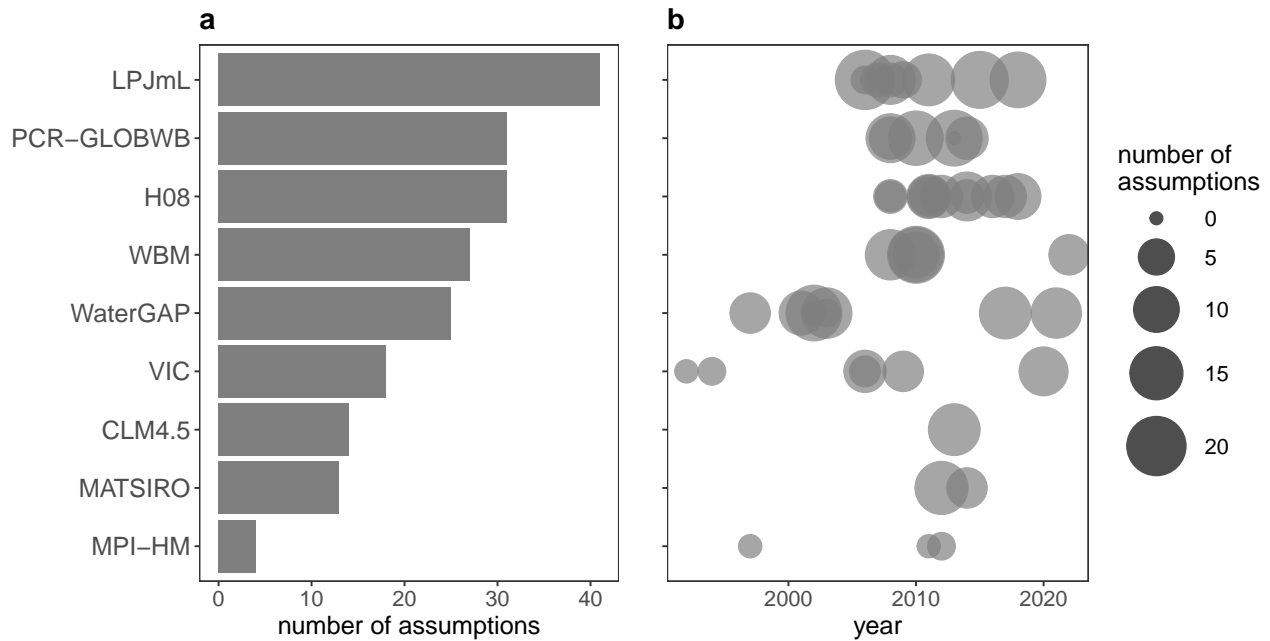 a
LPJmL
PCR−GLOBWB
H08
WBM
WaterGAP
VIC
CLM4.5
MATSIRO
MPI−HM
0 10 20 30 40
number of assumptions
b
2000 2010 2020
year
number of
assumptions
0
5
10
15
20